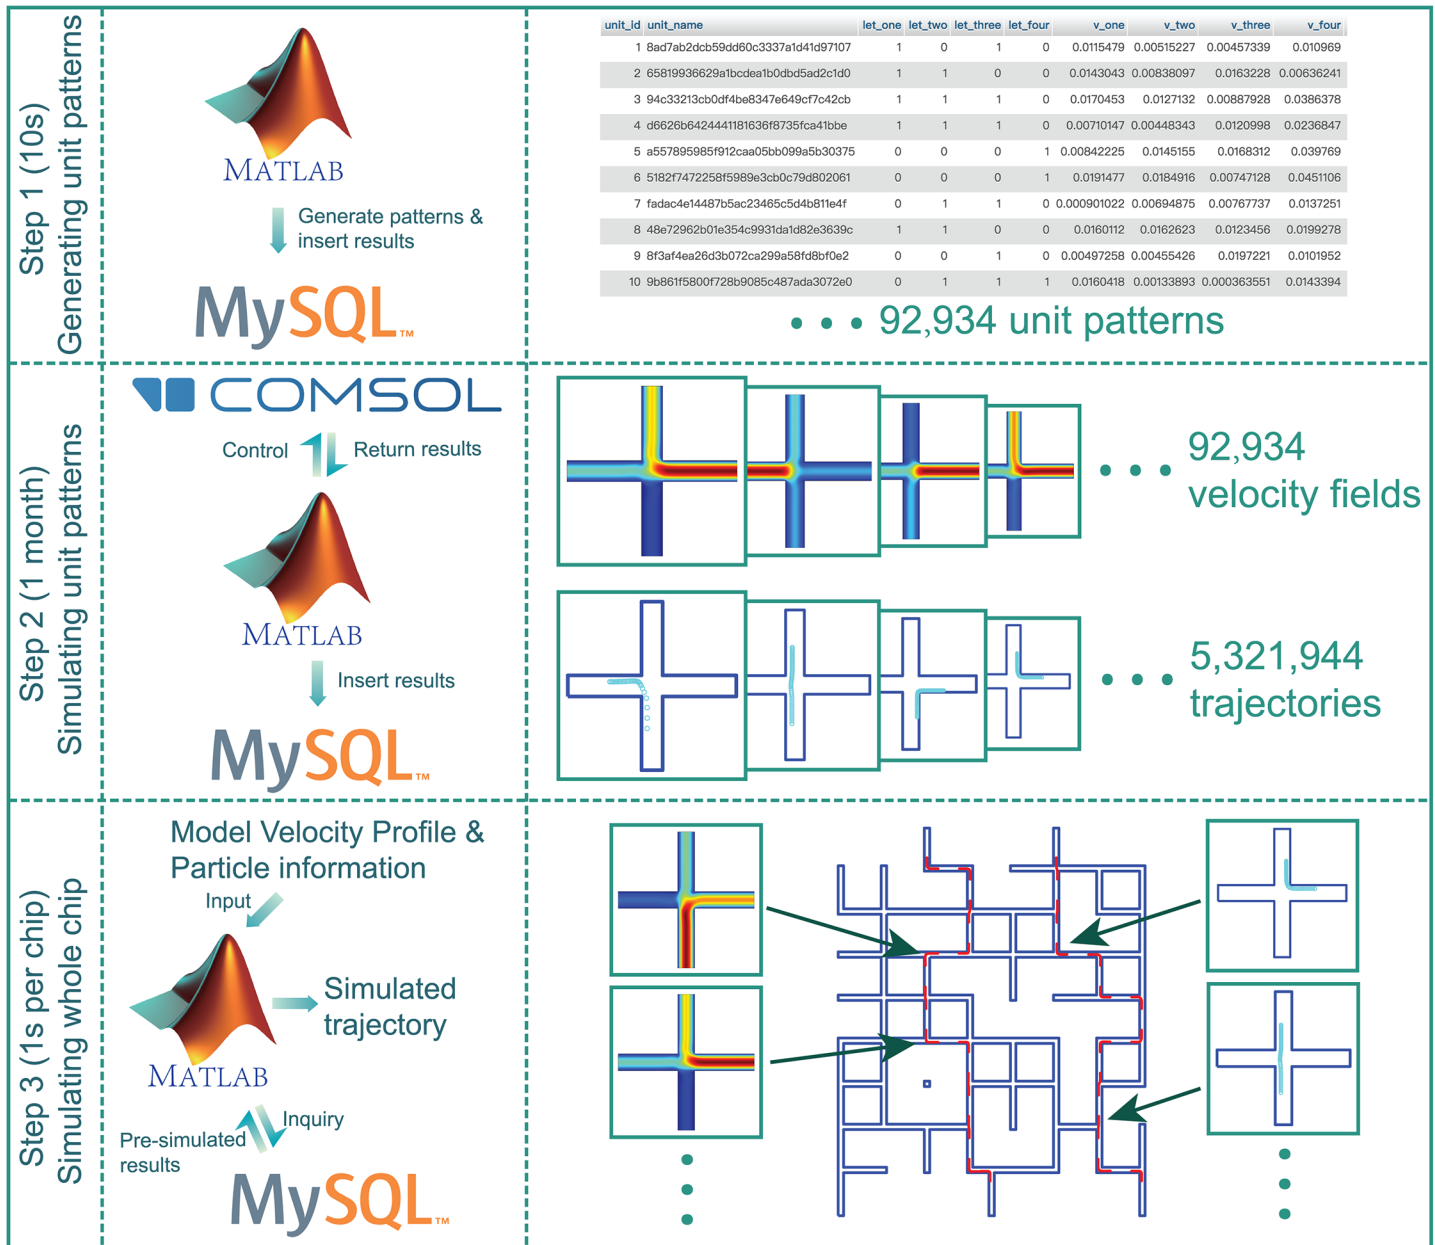 Step 1 (10s)
Generating unit patterns
MATLAB
Generate patterns &
insert results
MySQL™
unit_id unit_name let_one let_two let_three let_four v_one v_two v_three v_four
1 8ad7ab2dcb59dd60c3337a1d41d97107 1 0 1 0 0.0115479 0.00515227 0.00457339 0.010969
2 65819936629a1bcdea1b0dbd5ad2c1d0 1 1 0 0 0.0143043 0.00838097 0.0163228 0.00636241
3 94c33213cb0df4be8347e649cf7c42cb 1 1 1 0 0.0170453 0.0127132 0.00887928 0.0386378
4 d6626b6424441181636f8735fca41bbe 1 1 1 0 0.00710147 0.00448343 0.0120998 0.0236847
5 a557895985f912caa05bb099a5b30375 0 0 0 1 0.00842225 0.0145155 0.0168312 0.039769
6 5182f7472258f5989e3cb0c79d802061 0 0 0 1 0.0191477 0.0184916 0.00747128 0.0451106
7 fadac4e14487b5ac23465c5d4b811e4f 0 1 1 0 0.000901022 0.00694875 0.00767737 0.0137251
8 48e72962b01e354c9931da1d82e3639c 1 1 0 0 0.0160112 0.0162623 0.0123456 0.0199278
9 8f3af4ea26d3b072ca299a58fd8bf0e2 0 0 1 0 0.00497258 0.00455426 0.0197221 0.0101952
10 9b861f5800f728b9085c487ada3072e0 0 1 1 1 0.0160418 0.00133893 0.000363551 0.0143394
• • • 92,934 unit patterns
Step 2 (1 month)
Simulating unit patterns
COMSOL
Control
Return results
MATLAB
Insert results
MySQL™
• • • 92,934
velocity fields
• • • 5,321,944
trajectories
Step 3 (1s per chip)
Simulating whole chip
Model Velocity Profile &
Particle information
Input
MATLAB
Simulated
trajectory
Inquiry
Pre-simulated
results
MySQL™